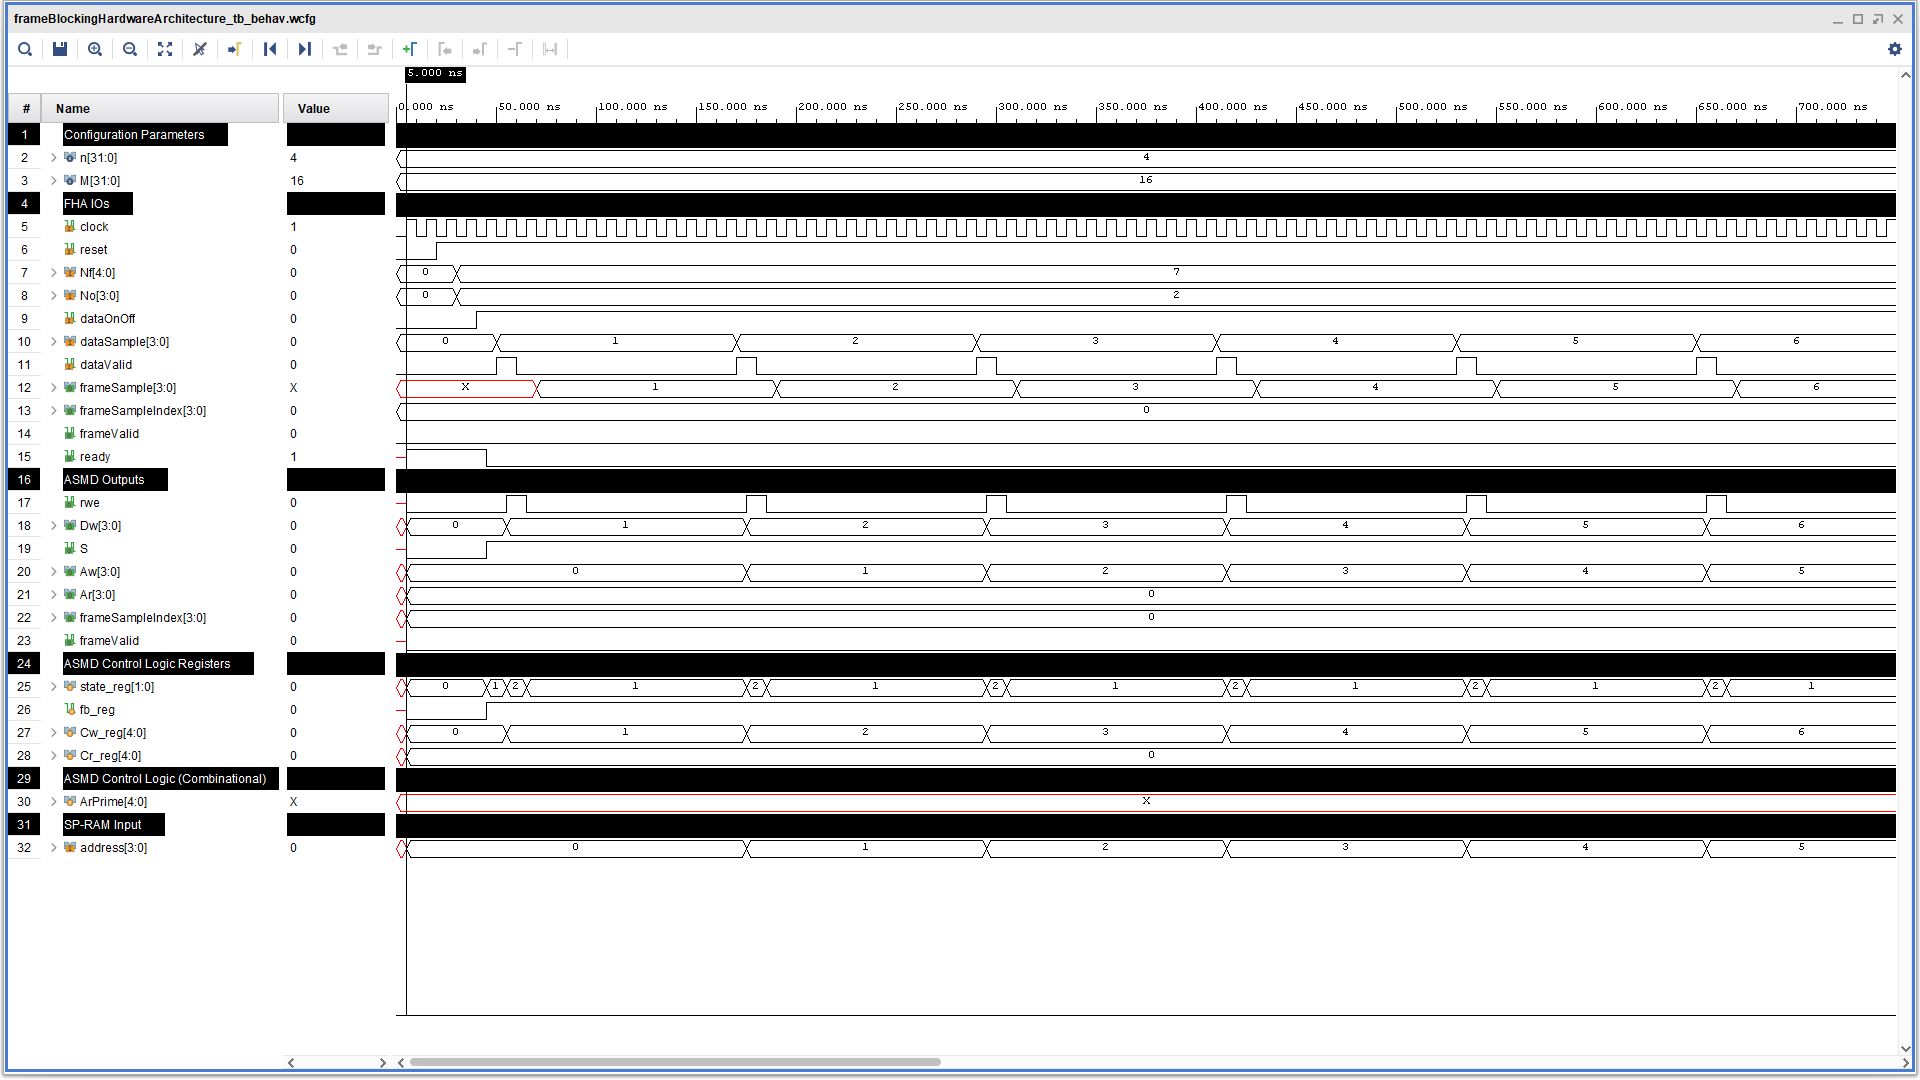 frameBlockingHardwareArchitecture_tb_behav.wcfg
5.000 ns
# Name Value 0.000 ns 50.000 ns 100.000 ns 150.000 ns 200.000 ns 250.000 ns 300.000 ns 350.000 ns 400.000 ns 450.000 ns 500.000 ns 550.000 ns 600.000 ns 650.000 ns 700.000 ns
1 Configuration Parameters
2 n[31:0] 4 4
3 M[31:0] 16 16
4 FHA IOs
5 clock 1
6 reset 0
7 Nf[4:0] 0 0 7
8 No[3:0] 0 0 2
9 dataOnOff 0
10 dataSample[3:0] 0 0 1 2 3 4 5 6
11 dataValid 0
12 frameSample[3:0] X X 1 2 3 4 5 6
13 frameSampleIndex[3:0] 0 0
14 frameValid 0
15 ready 1
16 ASMD Outputs
17 rwe 0
18 Dw[3:0] 0 0 1 2 3 4 5 6
19 S 0
20 Aw[3:0] 0 0 1 2 3 4 5
21 Ar[3:0] 0 0
22 frameSampleIndex[3:0] 0 0
23 frameValid 0
24 ASMD Control Logic Registers
25 state_reg[1:0] 0 0 1 2 1 2 1 2 1 2 1 2 1 2 1
26 fb_reg 0
27 Cw_reg[4:0] 0 0 1 2 3 4 5 6
28 Cr_reg[4:0] 0 0
29 ASMD Control Logic (Combinational)
30 ArPrime[4:0] X X
31 SP-RAM Input
32 address[3:0] 0 0 1 2 3 4 5